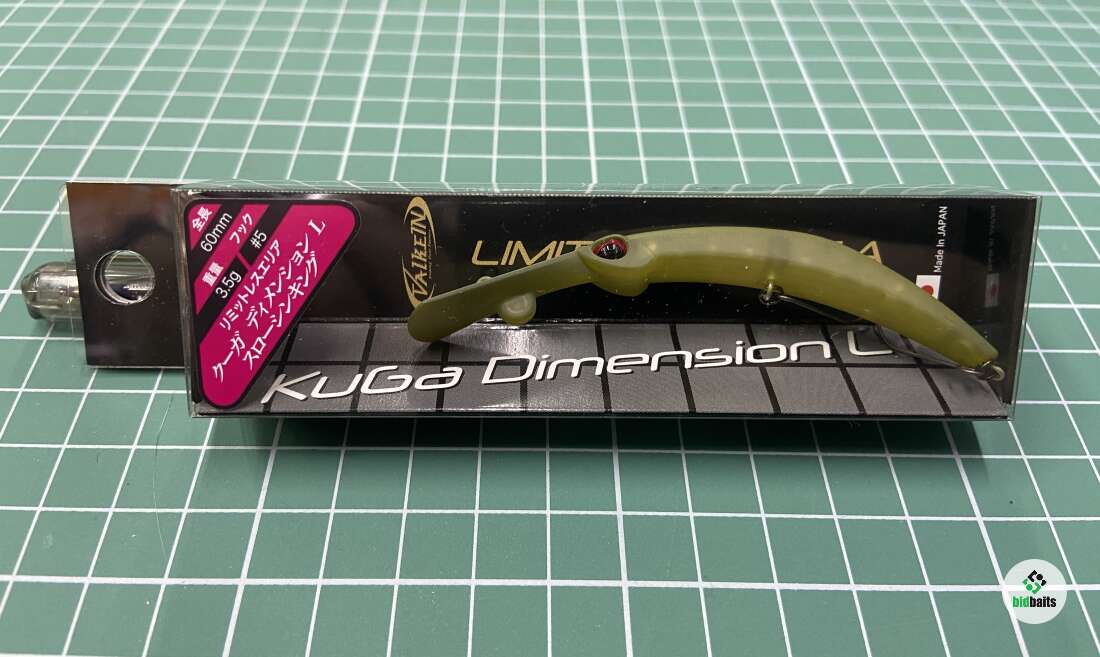 全長
60mm
フック
#5
重量
3.5g
リミットレスエリア
クーガ ディメンション L
スローシンキング
ValkeIN
LIMIT
A
Made In JAPAN
KuGa Dimension L
bidbaits